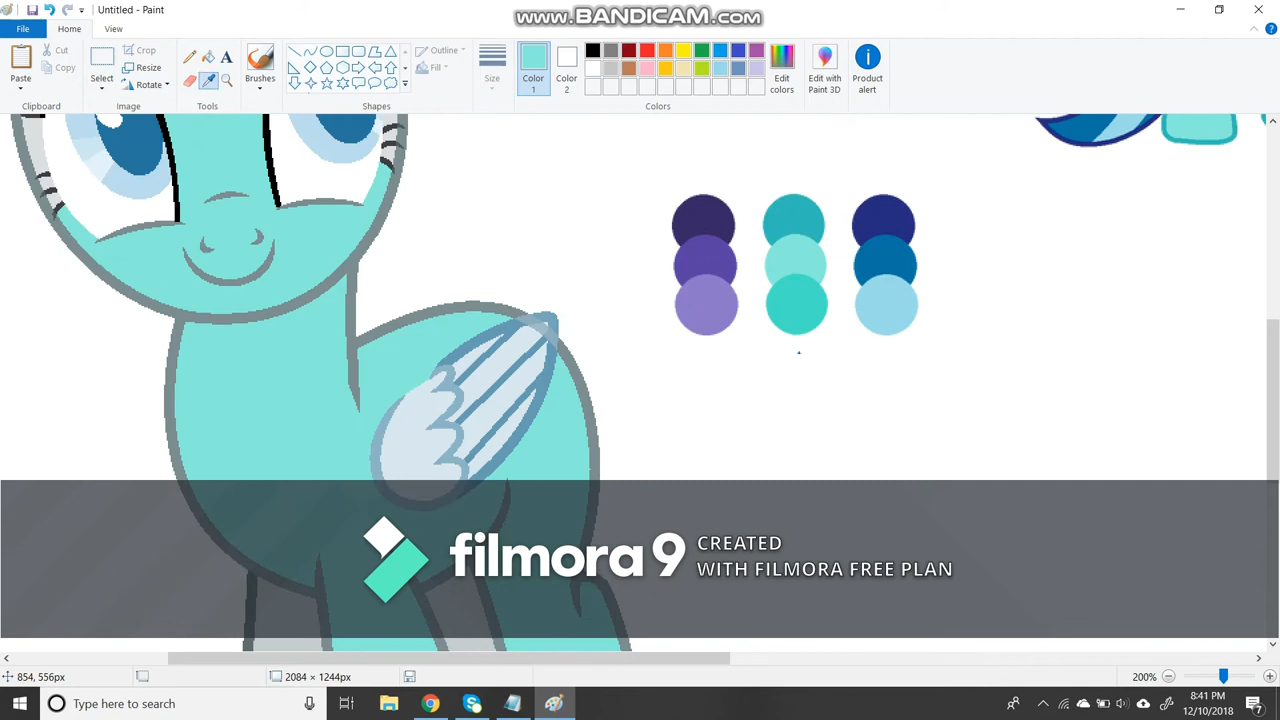 Untitled - Paint
www.BANDICAM.com
File
Home
View
Paste
Cut
Copy
Clipboard
Select
Crop
Resize
Rotate
Image
Tools
Brushes
Outline
Fill
Shapes
Size
Color 1
Color 2
Edit colors
Colors
Edit with Paint 3D
Product alert
filmora9
CREATED
WITH FILMORA FREE PLAN
854, 556px
2084 × 1244px
200%
Type here to search
8:41 PM
12/10/2018
7